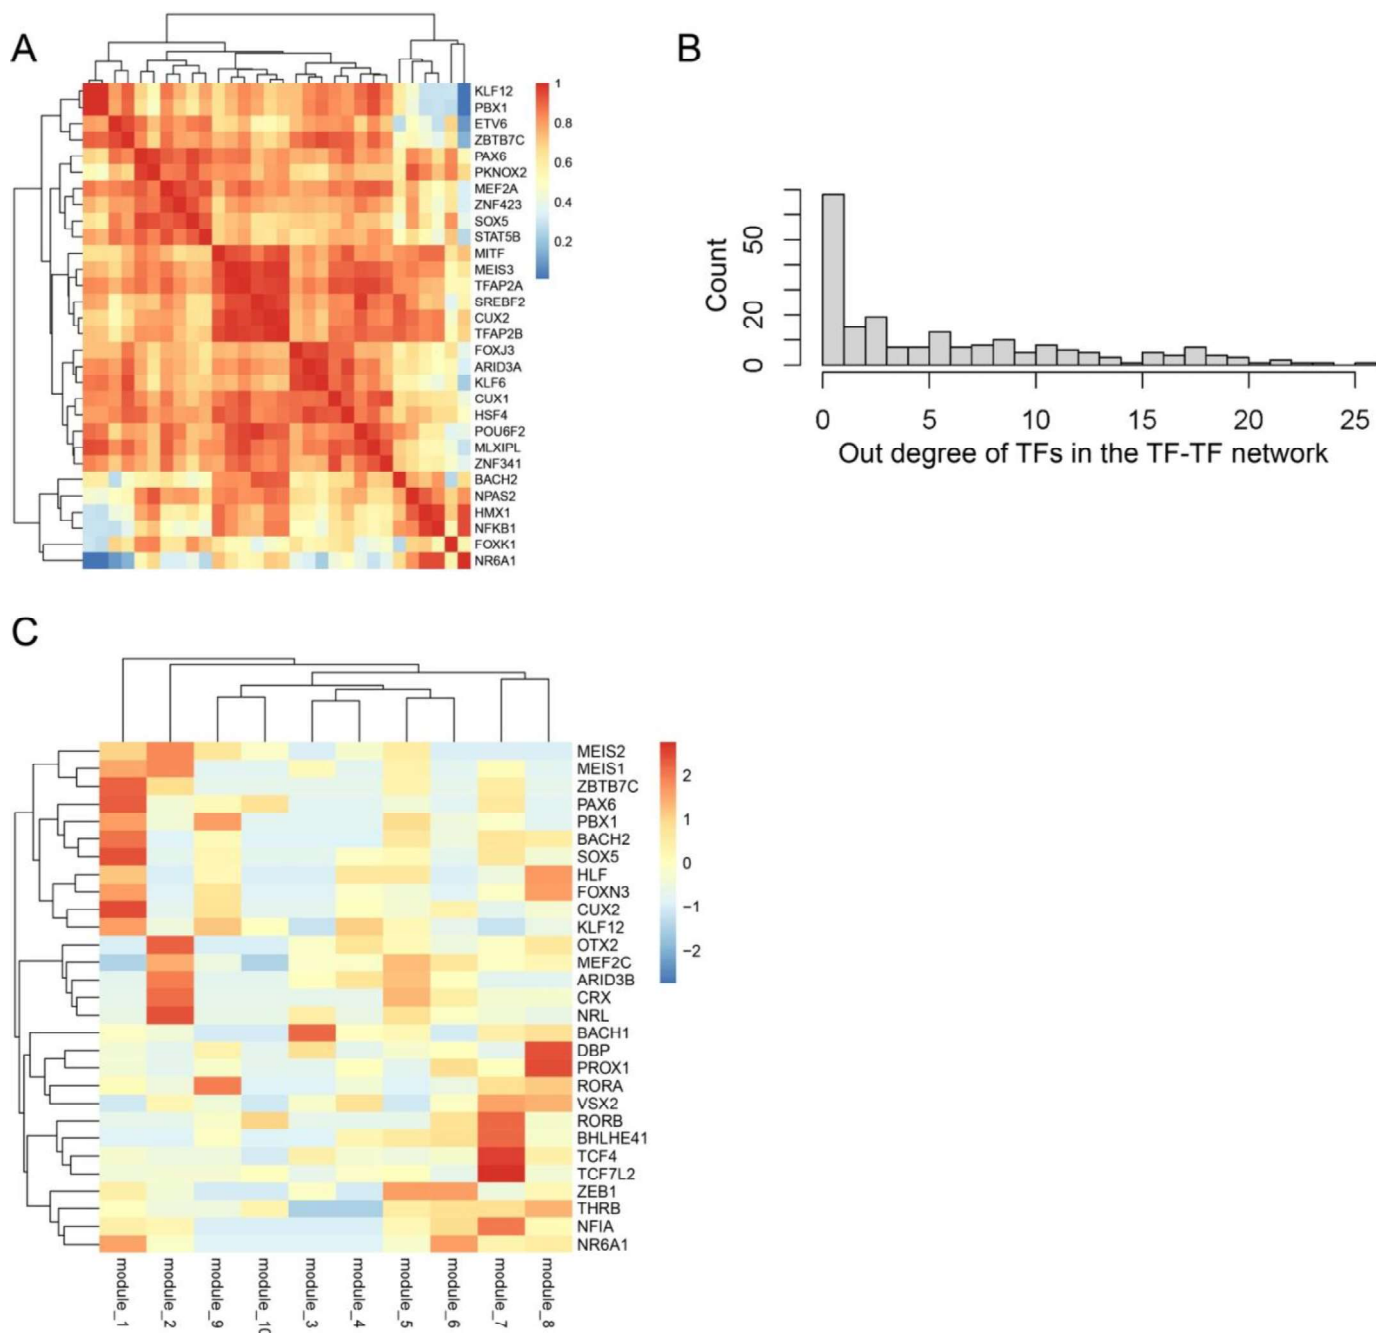 A
KLF12
PBX1
ETV6
ZBTB7C
PAX6
PKNOX2
MEF2A
ZNF423
SOX5
STAT5B
MITF
MEIS3
TFAP2A
SREBF2
CUX2
TFAP2B
FOXJ3
ARID3A
KLF6
CUX1
HSF4
POU6F2
MLXIPL
ZNF341
BACH2
NPAS2
HMX1
NFKB1
FOXK1
NR6A1
1
0.8
0.6
0.4
0.2
B
Count
50
20
0
0 5 10 15 20 25
Out degree of TFs in the TF-TF network
C
MEIS2
MEIS1
ZBTB7C
PAX6
PBX1
BACH2
SOX5
HLF
FOXN3
CUX2
KLF12
OTX2
MEF2C
ARID3B
CRX
NRL
BACH1
DBP
PROX1
RORA
VSX2
RORB
BHLHE41
TCF4
TCF7L2
ZEB1
THRB
NFIA
NR6A1
2
1
0
−1
−2
module_1
module_2
module_9
module_10
module_3
module_4
module_5
module_6
module_7
module_8